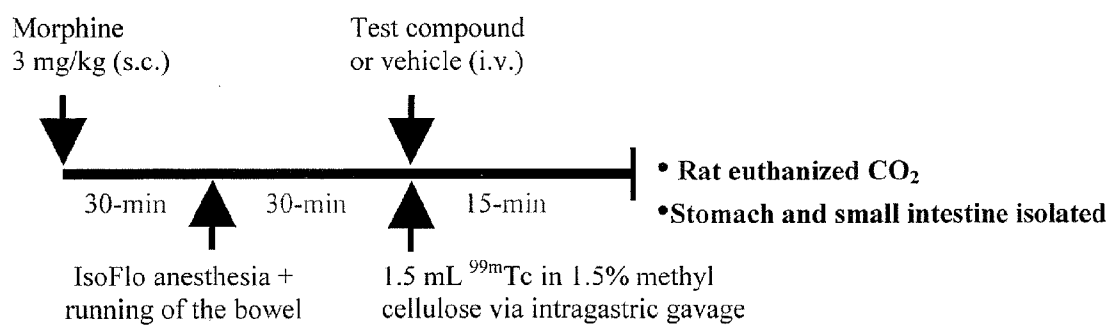 Morphine
3 mg/kg (s.c.)
Test compound
or vehicle (i.v.)
30-min
30-min
15-min
• Rat euthanized CO₂
•Stomach and small intestine isolated
IsoFlo anesthesia +
running of the bowel
1.5 mL ⁹⁹ᵐTc in 1.5% methyl
cellulose via intragastric gavage